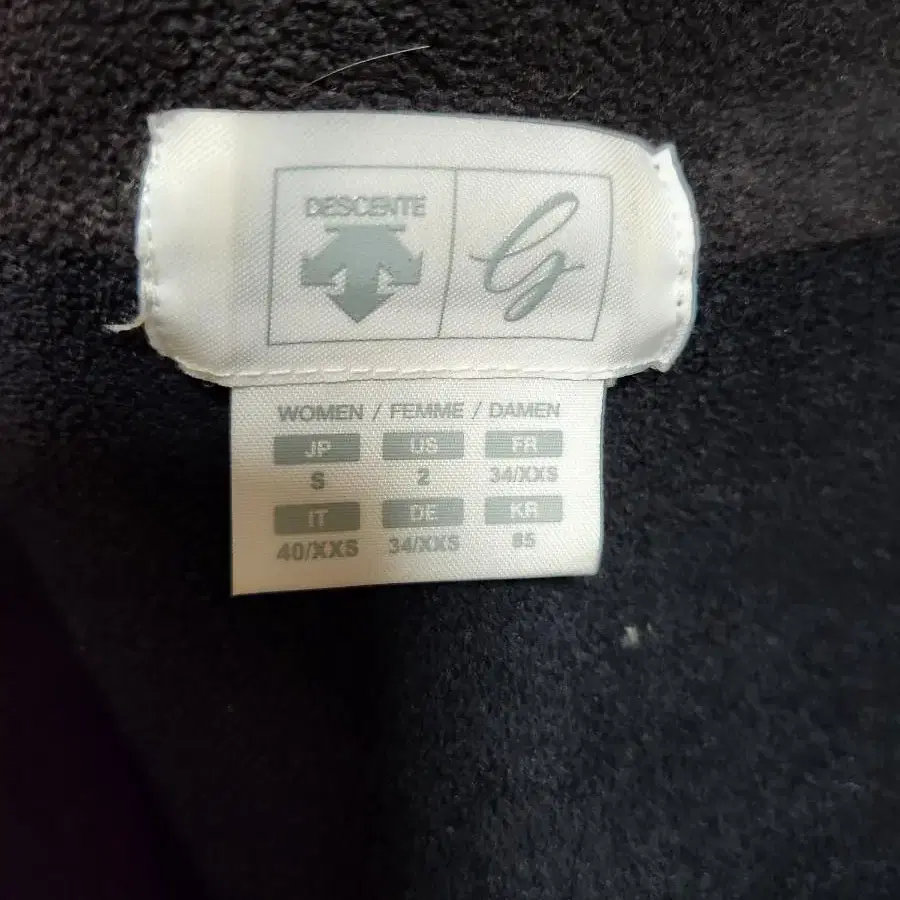 DESCENTE
WOMEN / FEMME / DAMEN
JP US FR
S 2 34/XXS
IT DE KR
40/XXS 34/XXS 85